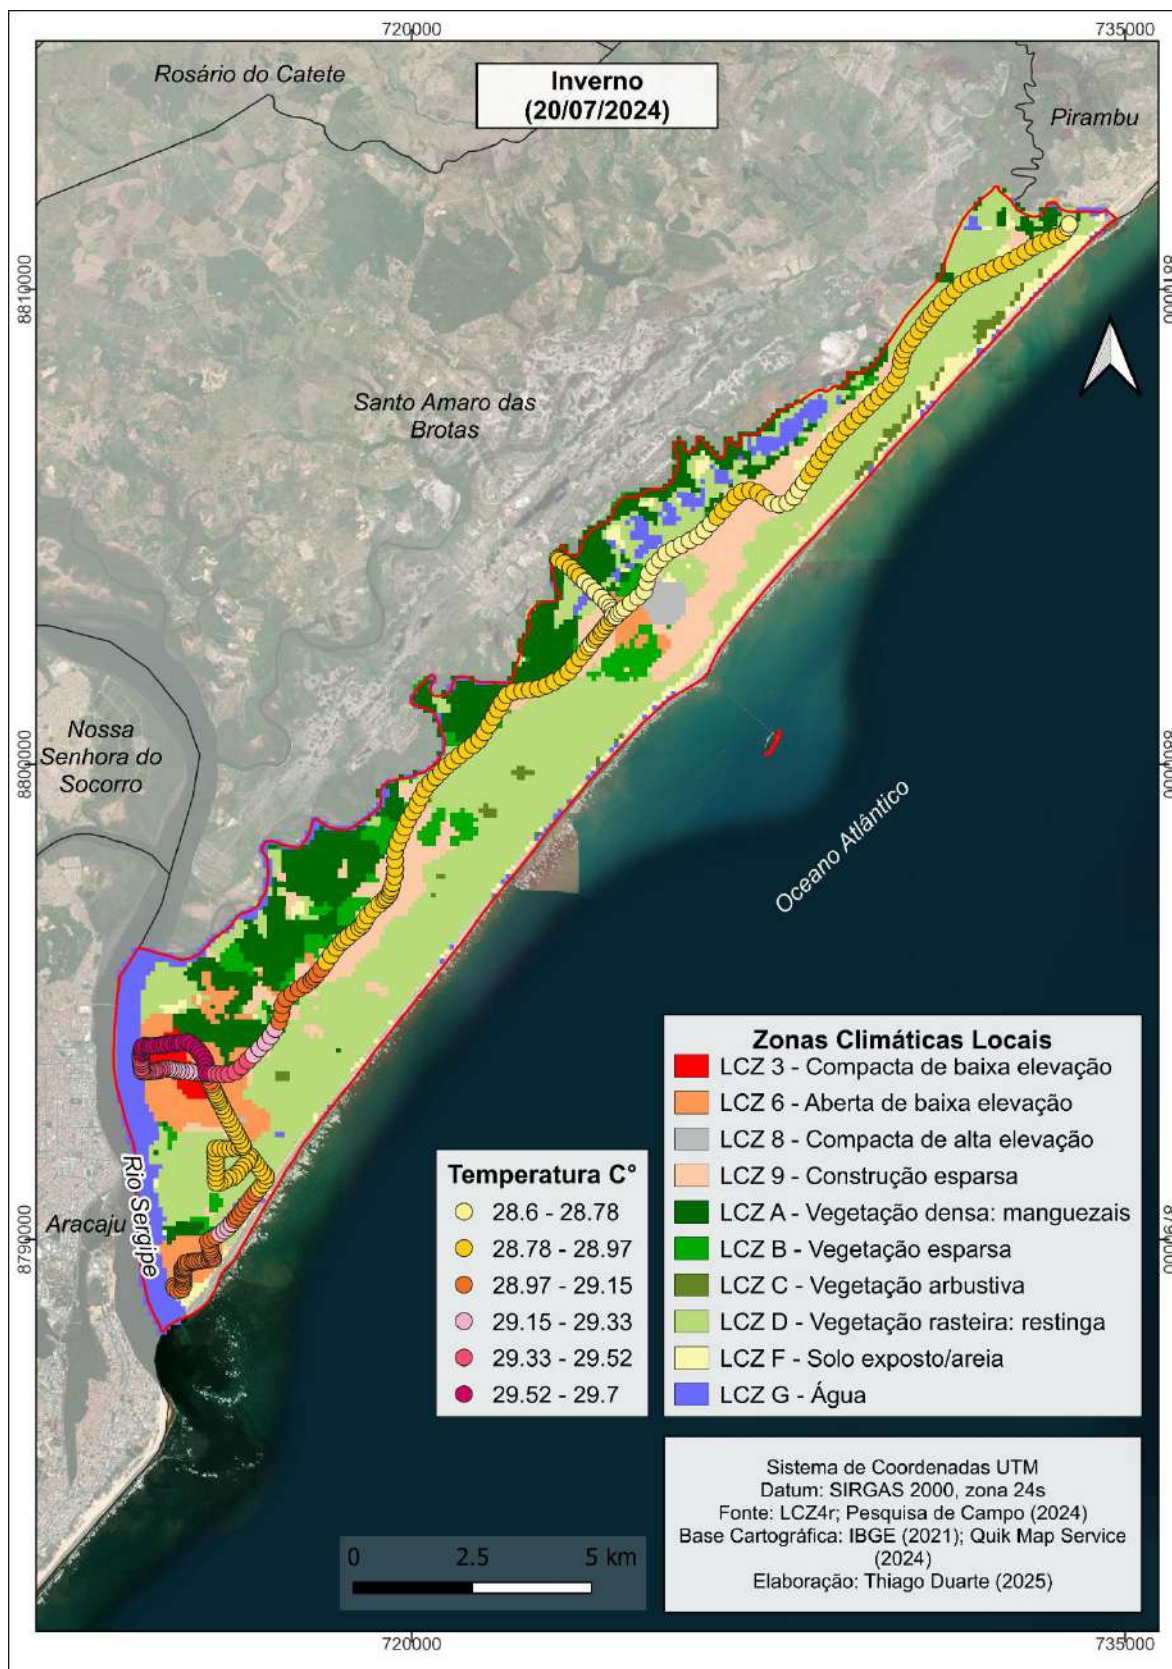 720000
735000
Rosário do Catete
Inverno
(20/07/2024)
Pirambu
8810000
8810000
Santo Amaro das
Brotas
Nossa
Senhora do
Socorro
8800000
8800000
Oceano Atlântico
Rio Sergipe
Aracaju
8790000
8790000
Zonas Climáticas Locais
LCZ 3 - Compacta de baixa elevação
LCZ 6 - Aberta de baixa elevação
LCZ 8 - Compacta de alta elevação
LCZ 9 - Construção esparsa
LCZ A - Vegetação densa: manguezais
LCZ B - Vegetação esparsa
LCZ C - Vegetação arbustiva
LCZ D - Vegetação rasteira: restinga
LCZ F - Solo exposto/areia
LCZ G - Água
Temperatura C°
28.6 - 28.78
28.78 - 28.97
28.97 - 29.15
29.15 - 29.33
29.33 - 29.52
29.52 - 29.7
Sistema de Coordenadas UTM
Datum: SIRGAS 2000, zona 24s
Fonte: LCZ4r; Pesquisa de Campo (2024)
Base Cartográfica: IBGE (2021); Quik Map Service
(2024)
Elaboração: Thiago Duarte (2025)
0 2.5 5 km
720000
735000